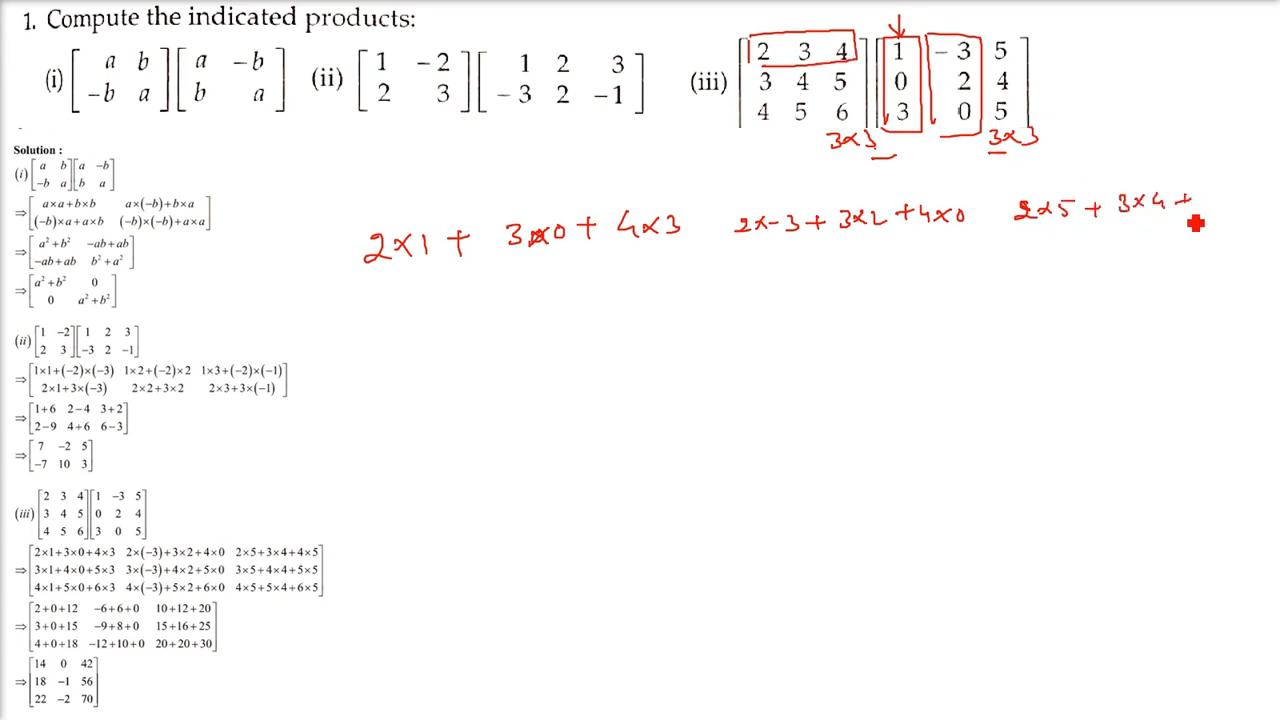 1. Compute the indicated products:
(i) [a b; -b a] [a -b; b a] (ii) [1 -2; 2 3] [1 2 3; -3 2 -1] (iii) [2 3 4; 3 4 5; 4 5 6] [1 -3 5; 0 2 4; 3 0 5]
3×3 3×3
2×1 + 3×0 + 4×3 2×-3 + 3×2 + 4×0 2×5 + 3×4 +
Solution :
(i) [a b; -b a] [a -b; b a]
⇒ [a×a+b×b a×(-b)+b×a; (-b)×a+a×b (-b)×(-b)+a×a]
⇒ [a²+b² -ab+ab; -ab+ab b²+a²]
⇒ [a²+b² 0; 0 a²+b²]
(ii) [1 -2; 2 3] [1 2 3; -3 2 -1]
⇒ [1×1+(-2)×(-3) 1×2+(-2)×2 1×3+(-2)×(-1); 2×1+3×(-3) 2×2+3×2 2×3+3×(-1)]
⇒ [1+6 2-4 3+2; 2-9 4+6 6-3]
⇒ [7 -2 5; -7 10 3]
(iii) [2 3 4; 3 4 5; 4 5 6] [1 -3 5; 0 2 4; 3 0 5]
⇒ [2×1+3×0+4×3 2×(-3)+3×2+4×0 2×5+3×4+4×5; 3×1+4×0+5×3 3×(-3)+4×2+5×0 3×5+4×4+5×5; 4×1+5×0+6×3 4×(-3)+5×2+6×0 4×5+5×4+6×5]
⇒ [2+0+12 -6+6+0 10+12+20; 3+0+15 -9+8+0 15+16+25; 4+0+18 -12+10+0 20+20+30]
⇒ [14 0 42; 18 -1 56; 22 -2 70]